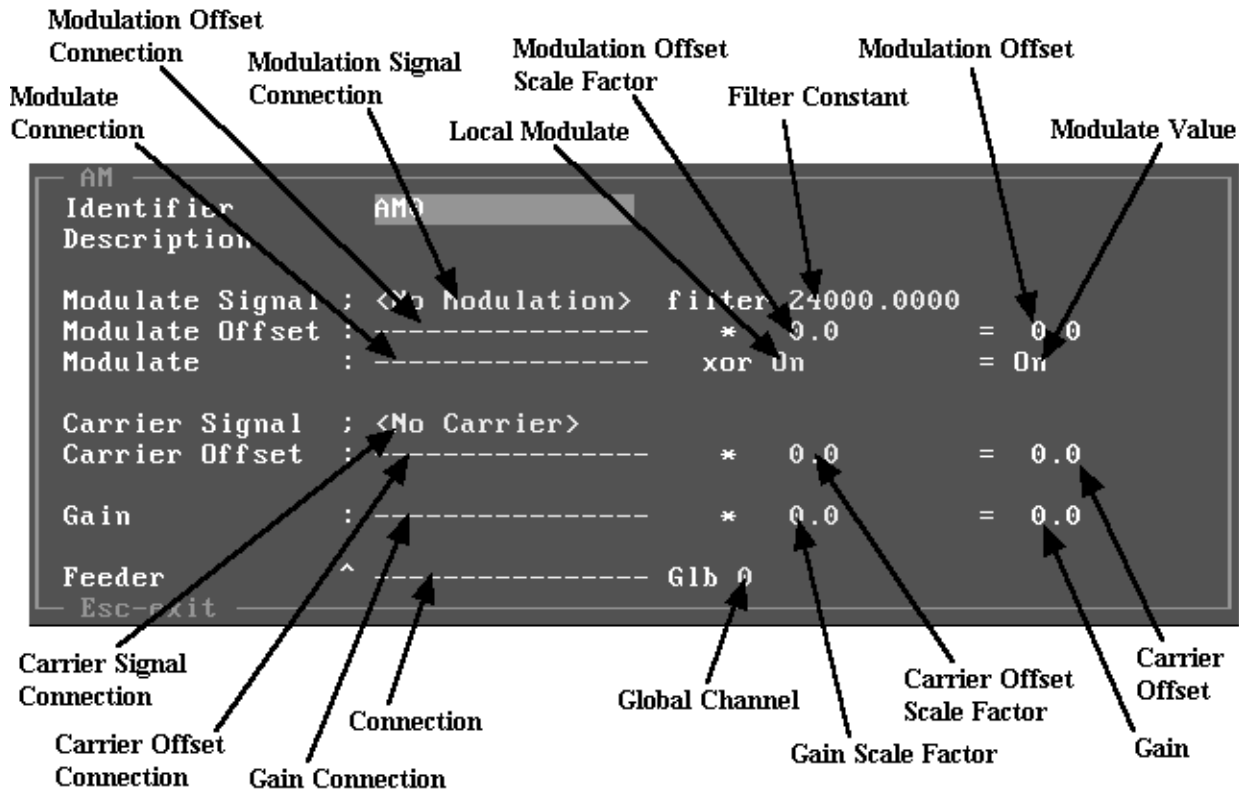 Modulation Offset
Connection
Modulation Signal
Connection
Modulation Offset
Scale Factor
Modulation Offset
Modulate
Connection
Filter Constant
Local Modulate
Modulate Value
AM
Identifier AM0
Description
Modulate Signal ; <No Modulation> filter 24000.0000
Modulate Offset : ---------------- * 0.0 = 0.0
Modulate : ---------------- xor On = On
Carrier Signal ; <No Carrier>
Carrier Offset : ---------------- * 0.0 = 0.0
Gain : ---------------- * 0.0 = 0.0
Feeder ^ ---------------- Glb 0
Esc-exit
Carrier Signal
Connection
Carrier Offset
Connection
Gain Connection
Connection
Global Channel
Gain Scale Factor
Carrier Offset
Scale Factor
Carrier
Offset
Gain